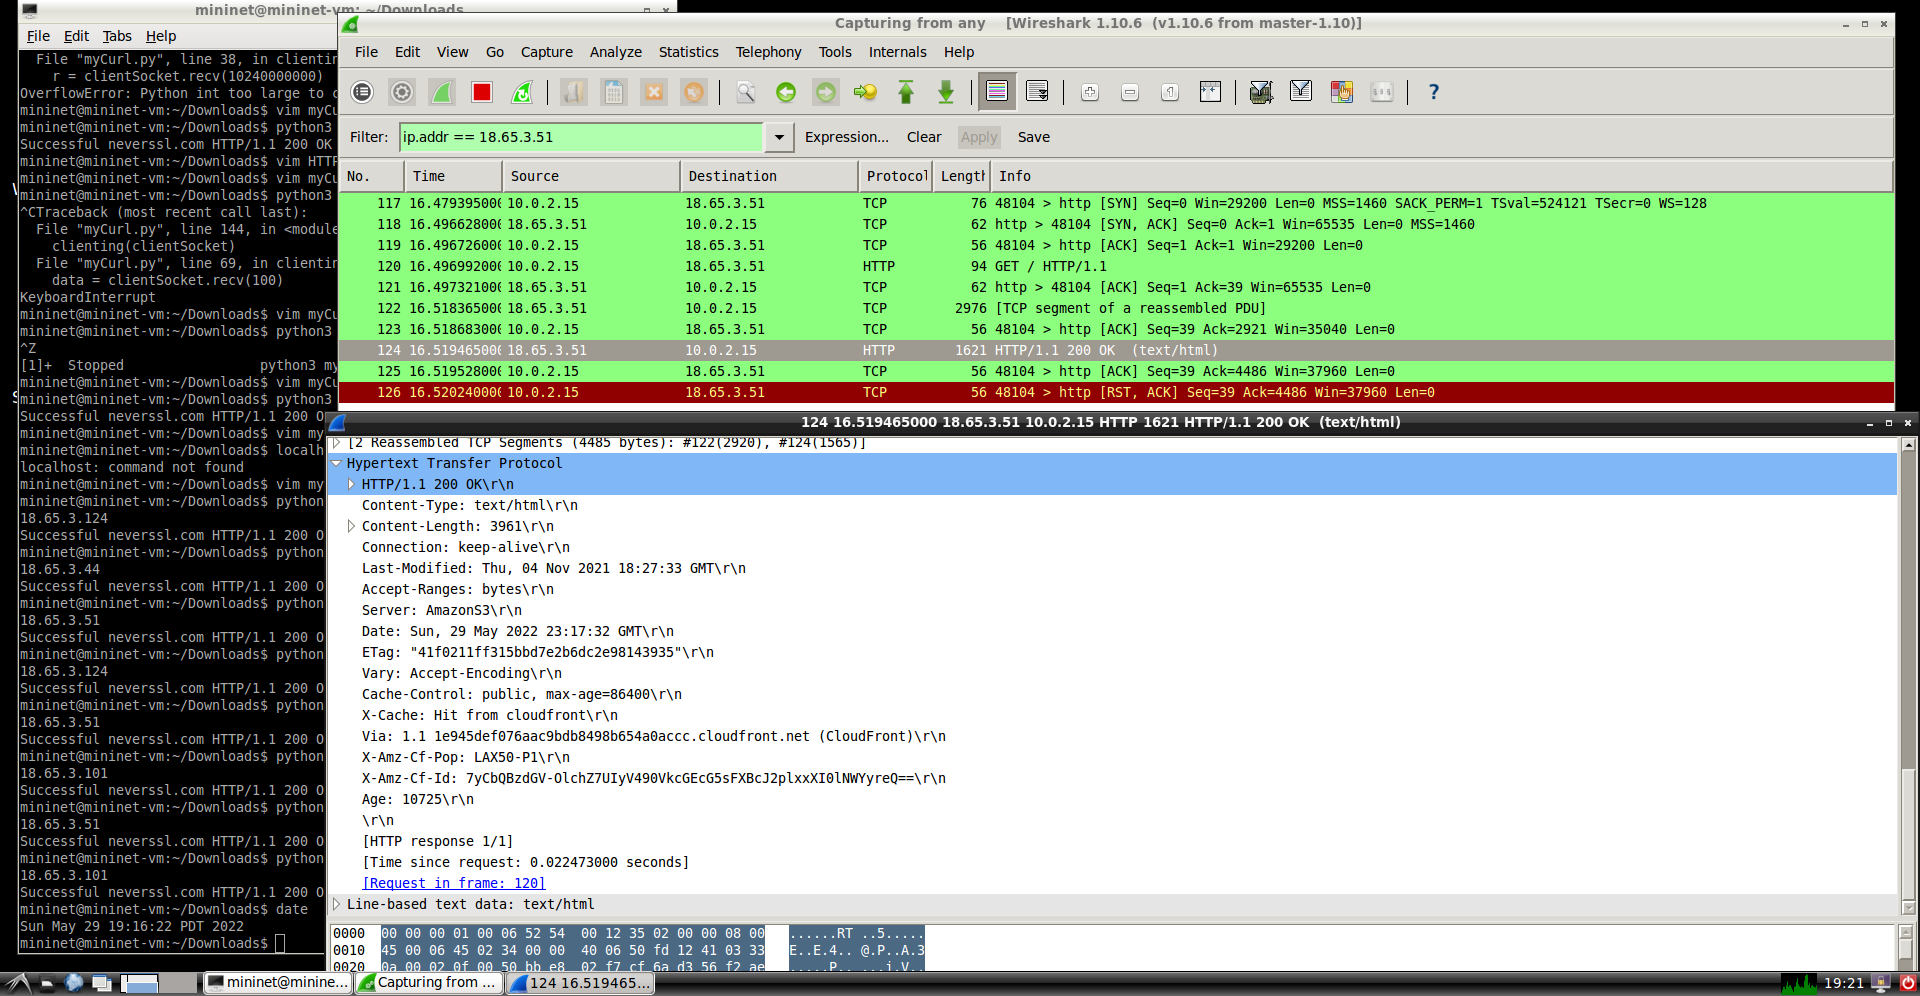 mininet@mininet-vm: ~/Downloads
File Edit Tabs Help
File "myCurl.py", line 38, in clientin
r = clientSocket.recv(10240000000)
OverflowError: Python int too large to c
mininet@mininet-vm:~/Downloads$ vim myCu
mininet@mininet-vm:~/Downloads$ python3
Successful neverssl.com HTTP/1.1 200 OK
mininet@mininet-vm:~/Downloads$ vim HTTP
mininet@mininet-vm:~/Downloads$ vim myCu
mininet@mininet-vm:~/Downloads$ python3
^CTraceback (most recent call last):
File "myCurl.py", line 144, in <module
clienting(clientSocket)
File "myCurl.py", line 69, in clientin
data = clientSocket.recv(100)
KeyboardInterrupt
mininet@mininet-vm:~/Downloads$ vim myCu
mininet@mininet-vm:~/Downloads$ python3
^Z
[1]+  Stopped                 python3 my
mininet@mininet-vm:~/Downloads$ vim myCu
mininet@mininet-vm:~/Downloads$ python3
Successful neverssl.com HTTP/1.1 200 O
mininet@mininet-vm:~/Downloads$ vim my
mininet@mininet-vm:~/Downloads$ localh
localhost: command not found
mininet@mininet-vm:~/Downloads$ vim my
mininet@mininet-vm:~/Downloads$ python
18.65.3.124
Successful neverssl.com HTTP/1.1 200 O
mininet@mininet-vm:~/Downloads$ python
18.65.3.44
Successful neverssl.com HTTP/1.1 200 O
mininet@mininet-vm:~/Downloads$ python
18.65.3.51
Successful neverssl.com HTTP/1.1 200 O
mininet@mininet-vm:~/Downloads$ python
18.65.3.124
Successful neverssl.com HTTP/1.1 200 O
mininet@mininet-vm:~/Downloads$ python
18.65.3.51
Successful neverssl.com HTTP/1.1 200 O
mininet@mininet-vm:~/Downloads$ python
18.65.3.101
Successful neverssl.com HTTP/1.1 200 O
mininet@mininet-vm:~/Downloads$ python
18.65.3.51
Successful neverssl.com HTTP/1.1 200 O
mininet@mininet-vm:~/Downloads$ python
18.65.3.101
Successful neverssl.com HTTP/1.1 200 O
mininet@mininet-vm:~/Downloads$ date
Sun May 29 19:16:22 PDT 2022
mininet@mininet-vm:~/Downloads$
Capturing from any [Wireshark 1.10.6 (v1.10.6 from master-1.10)]
File Edit View Go Capture Analyze Statistics Telephony Tools Internals Help
Filter: ip.addr == 18.65.3.51 Expression... Clear Apply Save
No. Time Source Destination Protocol Length Info
117 16.479395000 10.0.2.15 18.65.3.51 TCP 76 48104 > http [SYN] Seq=0 Win=29200 Len=0 MSS=1460 SACK_PERM=1 TSval=524121 TSecr=0 WS=128
118 16.496628000 18.65.3.51 10.0.2.15 TCP 62 http > 48104 [SYN, ACK] Seq=0 Ack=1 Win=65535 Len=0 MSS=1460
119 16.496726000 10.0.2.15 18.65.3.51 TCP 56 48104 > http [ACK] Seq=1 Ack=1 Win=29200 Len=0
120 16.496992000 10.0.2.15 18.65.3.51 HTTP 94 GET / HTTP/1.1
121 16.497321000 18.65.3.51 10.0.2.15 TCP 62 http > 48104 [ACK] Seq=1 Ack=39 Win=65535 Len=0
122 16.518365000 18.65.3.51 10.0.2.15 TCP 2976 [TCP segment of a reassembled PDU]
123 16.518683000 10.0.2.15 18.65.3.51 TCP 56 48104 > http [ACK] Seq=39 Ack=2921 Win=35040 Len=0
124 16.519465000 18.65.3.51 10.0.2.15 HTTP 1621 HTTP/1.1 200 OK (text/html)
125 16.519528000 10.0.2.15 18.65.3.51 TCP 56 48104 > http [ACK] Seq=39 Ack=4486 Win=37960 Len=0
126 16.520240000 10.0.2.15 18.65.3.51 TCP 56 48104 > http [RST, ACK] Seq=39 Ack=4486 Win=37960 Len=0
124 16.519465000 18.65.3.51 10.0.2.15 HTTP 1621 HTTP/1.1 200 OK (text/html)
[2 Reassembled TCP Segments (4485 bytes): #122(2920), #124(1565)]
Hypertext Transfer Protocol
HTTP/1.1 200 OK\r\n
Content-Type: text/html\r\n
Content-Length: 3961\r\n
Connection: keep-alive\r\n
Last-Modified: Thu, 04 Nov 2021 18:27:33 GMT\r\n
Accept-Ranges: bytes\r\n
Server: AmazonS3\r\n
Date: Sun, 29 May 2022 23:17:32 GMT\r\n
ETag: "41f0211ff315bbd7e2b6dc2e98143935"\r\n
Vary: Accept-Encoding\r\n
Cache-Control: public, max-age=86400\r\n
X-Cache: Hit from cloudfront\r\n
Via: 1.1 1e945def076aac9bdb8498b654a0accc.cloudfront.net (CloudFront)\r\n
X-Amz-Cf-Pop: LAX50-P1\r\n
X-Amz-Cf-Id: 7yCbQBzdGV-OlchZ7UIyV490VkcGEcG5sFXBcJ2plxxXI0lNWYyreQ==\r\n
Age: 10725\r\n
\r\n
[HTTP response 1/1]
[Time since request: 0.022473000 seconds]
[Request in frame: 120]
Line-based text data: text/html
0000 00 00 00 01 00 06 52 54 00 12 35 02 00 00 08 00 ......RT ..5.....
0010 45 00 06 45 02 34 00 00 40 06 50 fd 12 41 03 33 E..E.4.. @.P..A.3
0020 0a 00 02 0f 00 50 bb e8 02 f7 cf 6a d3 56 f2 ae .....P.. ...j.V..
mininet@minine... Capturing from ... 124 16.519465... 19:21